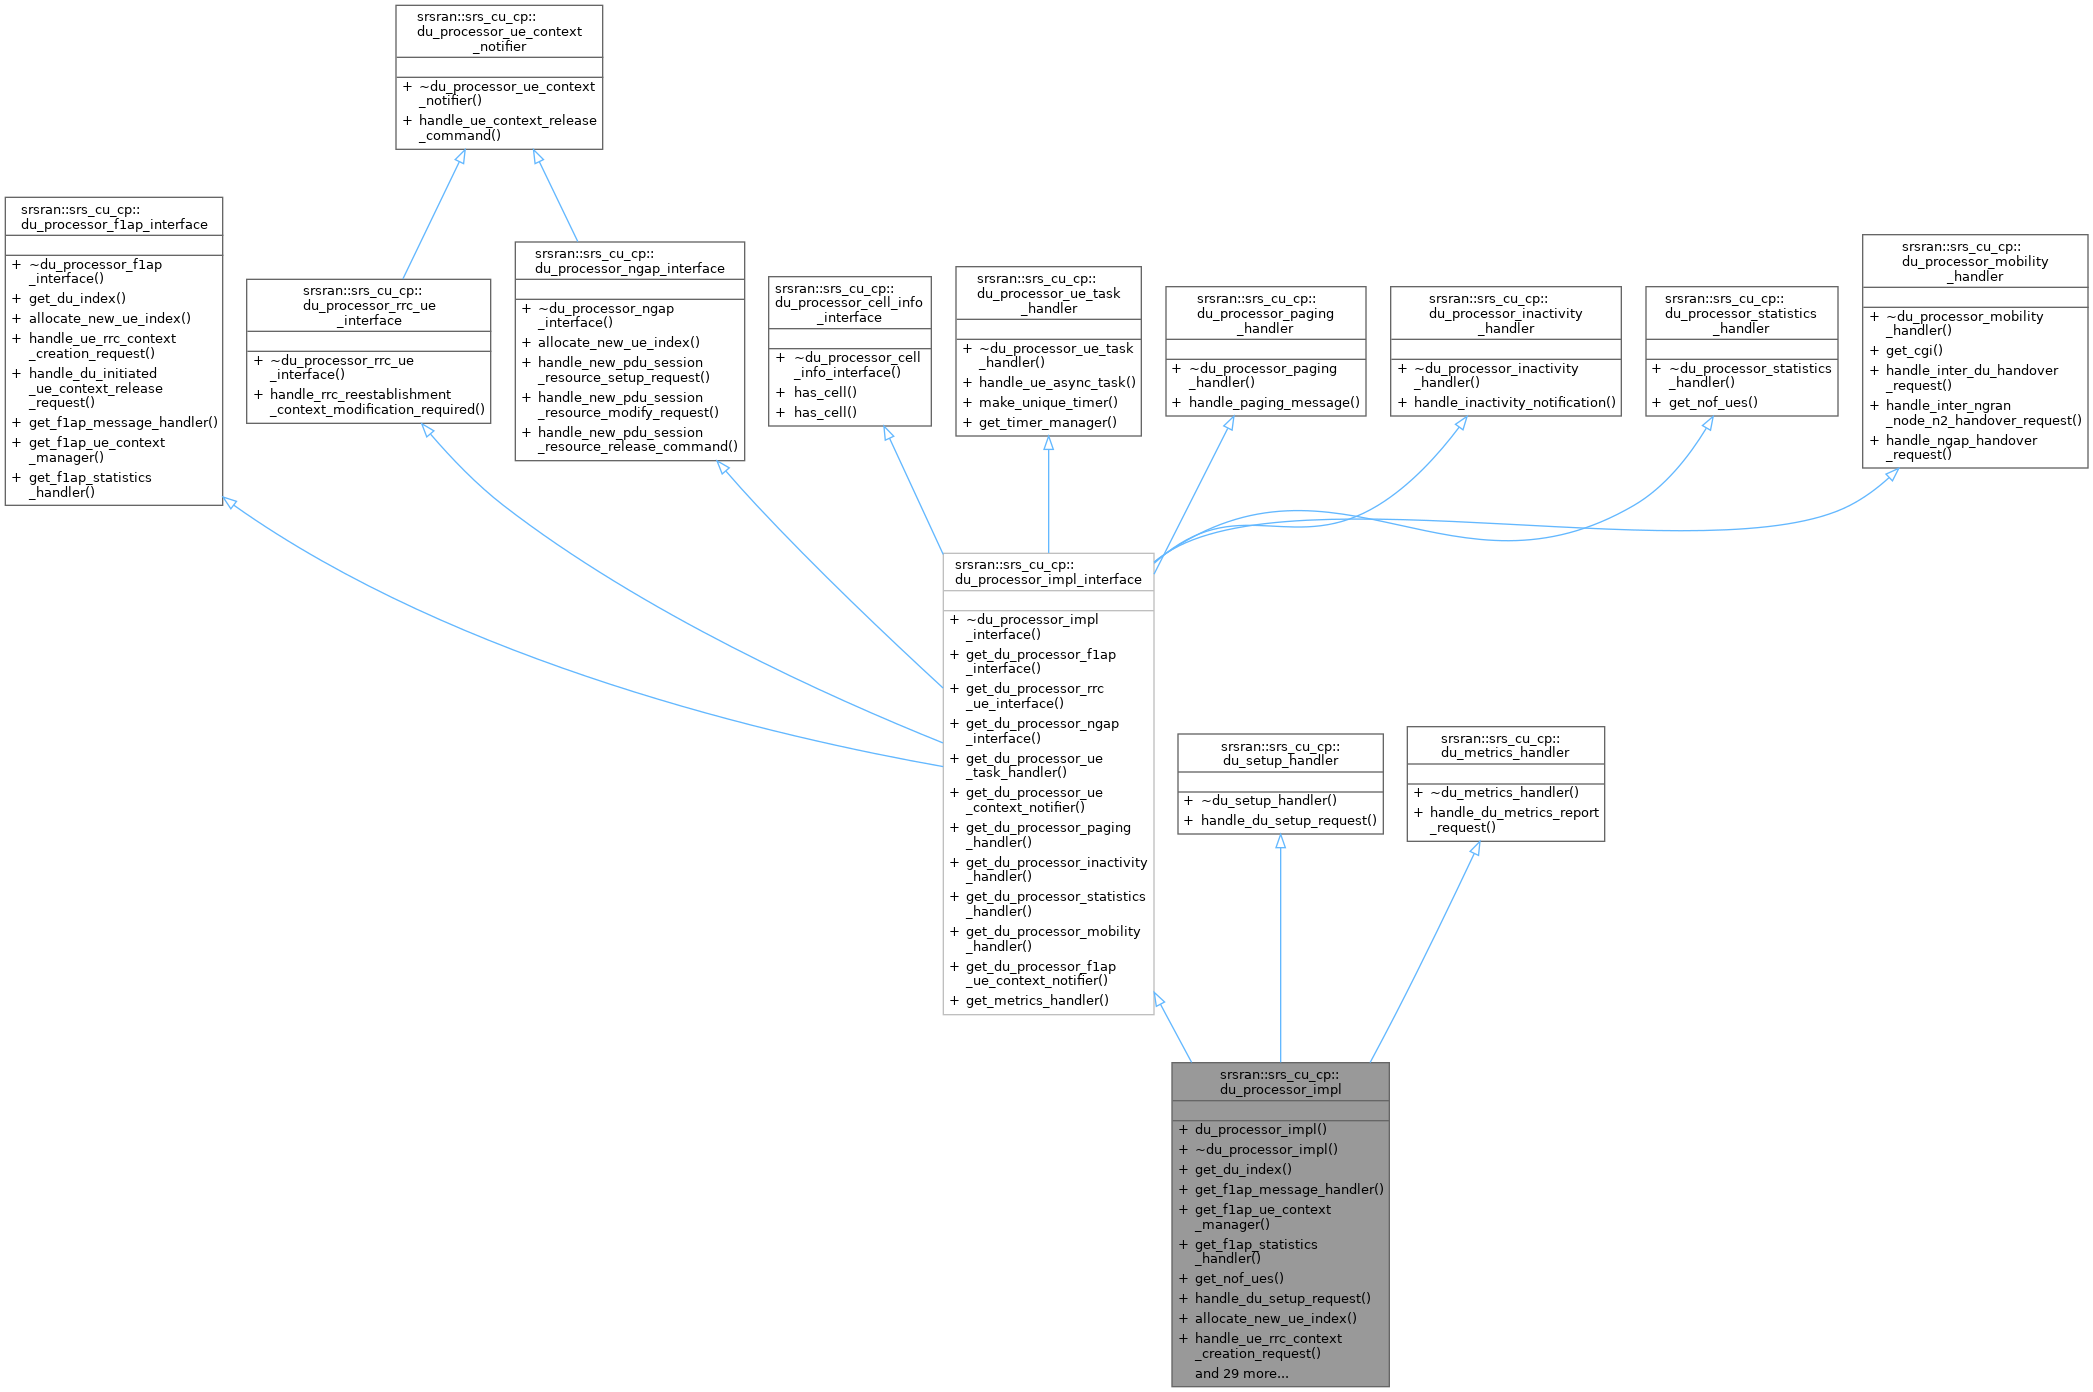 srsran::srs_cu_cp::
du_processor_ue_context
_notifier
+ ~du_processor_ue_context
_notifier()
+ handle_ue_context_release
_command()
srsran::srs_cu_cp::
du_processor_f1ap_interface
+ ~du_processor_f1ap
_interface()
+ get_du_index()
+ allocate_new_ue_index()
+ handle_ue_rrc_context
_creation_request()
+ handle_du_initiated
_ue_context_release
_request()
+ get_f1ap_message_handler()
+ get_f1ap_ue_context
_manager()
+ get_f1ap_statistics
_handler()
srsran::srs_cu_cp::
du_processor_rrc_ue
_interface
+ ~du_processor_rrc_ue
_interface()
+ handle_rrc_reestablishment
_context_modification_required()
srsran::srs_cu_cp::
du_processor_ngap_interface
+ ~du_processor_ngap
_interface()
+ allocate_new_ue_index()
+ handle_new_pdu_session
_resource_setup_request()
+ handle_new_pdu_session
_resource_modify_request()
+ handle_new_pdu_session
_resource_release_command()
srsran::srs_cu_cp::
du_processor_cell_info
_interface
+ ~du_processor_cell
_info_interface()
+ has_cell()
+ has_cell()
srsran::srs_cu_cp::
du_processor_ue_task
_handler
+ ~du_processor_ue_task
_handler()
+ handle_ue_async_task()
+ make_unique_timer()
+ get_timer_manager()
srsran::srs_cu_cp::
du_processor_paging
_handler
+ ~du_processor_paging
_handler()
+ handle_paging_message()
srsran::srs_cu_cp::
du_processor_inactivity
_handler
+ ~du_processor_inactivity
_handler()
+ handle_inactivity_notification()
srsran::srs_cu_cp::
du_processor_statistics
_handler
+ ~du_processor_statistics
_handler()
+ get_nof_ues()
srsran::srs_cu_cp::
du_processor_mobility
_handler
+ ~du_processor_mobility
_handler()
+ get_cgi()
+ handle_inter_du_handover
_request()
+ handle_inter_ngran
_node_n2_handover_request()
+ handle_ngap_handover
_request()
srsran::srs_cu_cp::
du_processor_impl_interface
+ ~du_processor_impl
_interface()
+ get_du_processor_f1ap
_interface()
+ get_du_processor_rrc
_ue_interface()
+ get_du_processor_ngap
_interface()
+ get_du_processor_ue
_task_handler()
+ get_du_processor_ue
_context_notifier()
+ get_du_processor_paging
_handler()
+ get_du_processor_inactivity
_handler()
+ get_du_processor_statistics
_handler()
+ get_du_processor_mobility
_handler()
+ get_du_processor_f1ap
_ue_context_notifier()
+ get_metrics_handler()
srsran::srs_cu_cp::
du_setup_handler
+ ~du_setup_handler()
+ handle_du_setup_request()
srsran::srs_cu_cp::
du_metrics_handler
+ ~du_metrics_handler()
+ handle_du_metrics_report
_request()
srsran::srs_cu_cp::
du_processor_impl
+ du_processor_impl()
+ ~du_processor_impl()
+ get_du_index()
+ get_f1ap_message_handler()
+ get_f1ap_ue_context
_manager()
+ get_f1ap_statistics
_handler()
+ get_nof_ues()
+ handle_du_setup_request()
+ allocate_new_ue_index()
+ handle_ue_rrc_context
_creation_request()
and 29 more...